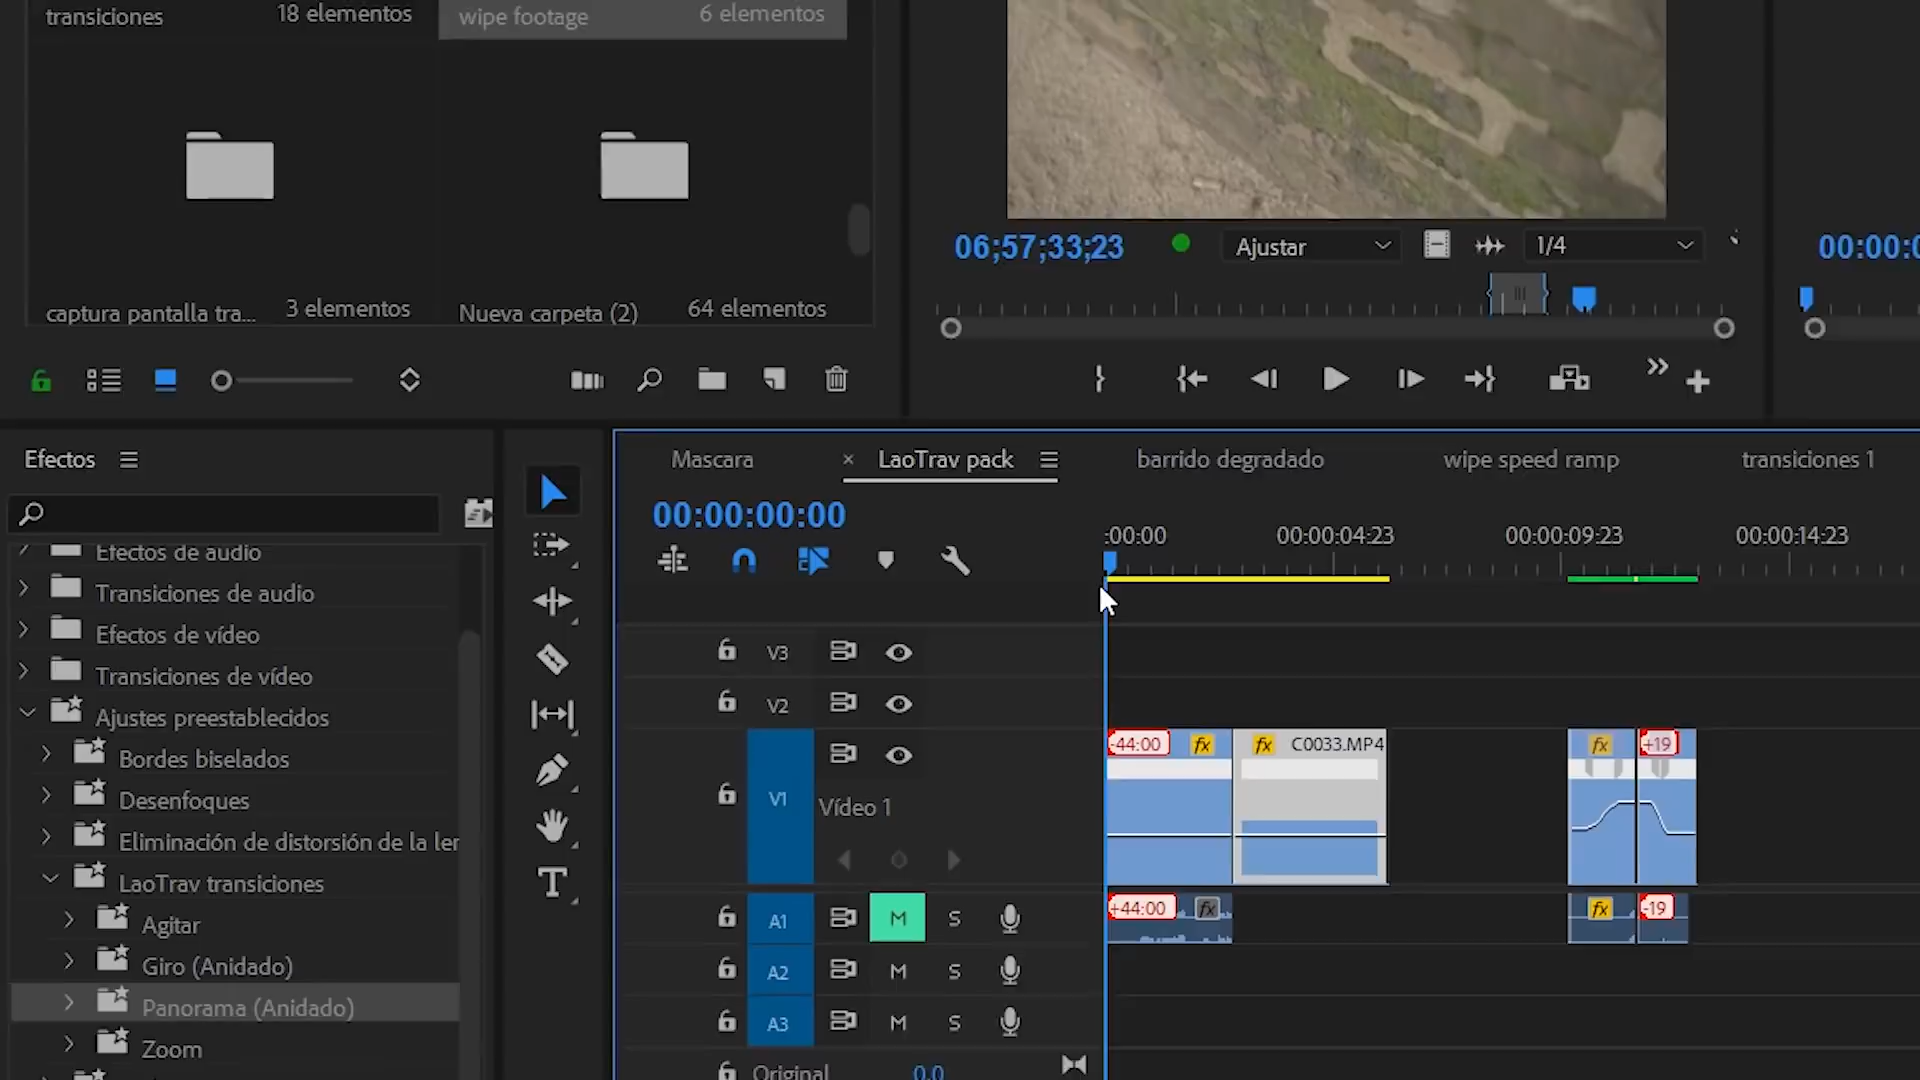 transiciones
18 elementos
wipe footage
6 elementos
captura pantalla tra...
3 elementos
Nueva carpeta (2)
64 elementos
06;57;33;23
Ajustar
1/4
Efectos
Mascara
× LaoTrav pack
barrido degradado
wipe speed ramp
transiciones 1
00:00:00:00
:00:00
00:00:04:23
00:00:09:23
00:00:14:23
Efectos de audio
Transiciones de audio
Efectos de vídeo
Transiciones de vídeo
Ajustes preestablecidos
Bordes biselados
Desenfoques
Eliminación de distorsión de la ler
LaoTrav transiciones
Agitar
Giro (Anidado)
Panorama (Anidado)
Zoom
V3
V2
V1
Vídeo 1
-44:00 fx
fx C0033.MP4
fx +19
A1 M S
+44:00 fx
fx -19
A2 M S
A3 M S
Original 0,0